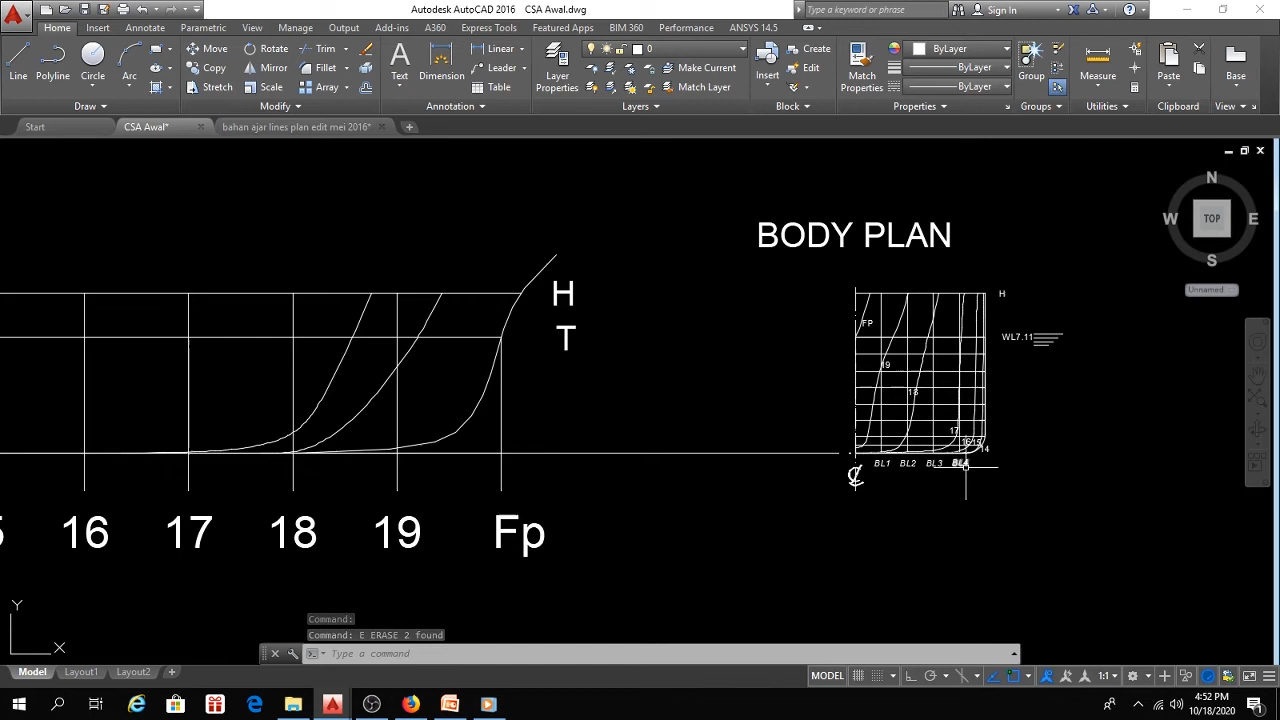 Autodesk AutoCAD 2016 CSA Awal.dwg
Type a keyword or phrase
Sign In
Home Insert Annotate Parametric View Manage Output Add-ins A360 Express Tools Featured Apps BIM 360 Performance ANSYS 14.5
Line Polyline Circle Arc
Move Rotate Trim
Copy Mirror Fillet
Stretch Scale Array
Text Dimension
Linear
Leader
Table
Layer Properties
0
Make Current
Match Layer
Insert
Create
Edit
Match Properties
ByLayer
ByLayer
ByLayer
Group
Measure
Paste
Base
Draw Modify Annotation Layers Block Properties Groups Utilities Clipboard View
Start CSA Awal* bahan ajar lines plan edit mei 2016*
N
W TOP E
S
Unnamed
BODY PLAN
H
T
H
FP
WL7.11
19
18
17
16
15
14
BL1 BL2 BL3
16 17 18 19 Fp
Y
X
Command:
Command: E ERASE 2 found
Type a command
Model Layout1 Layout2
MODEL
1:1
4:52 PM
10/18/2020